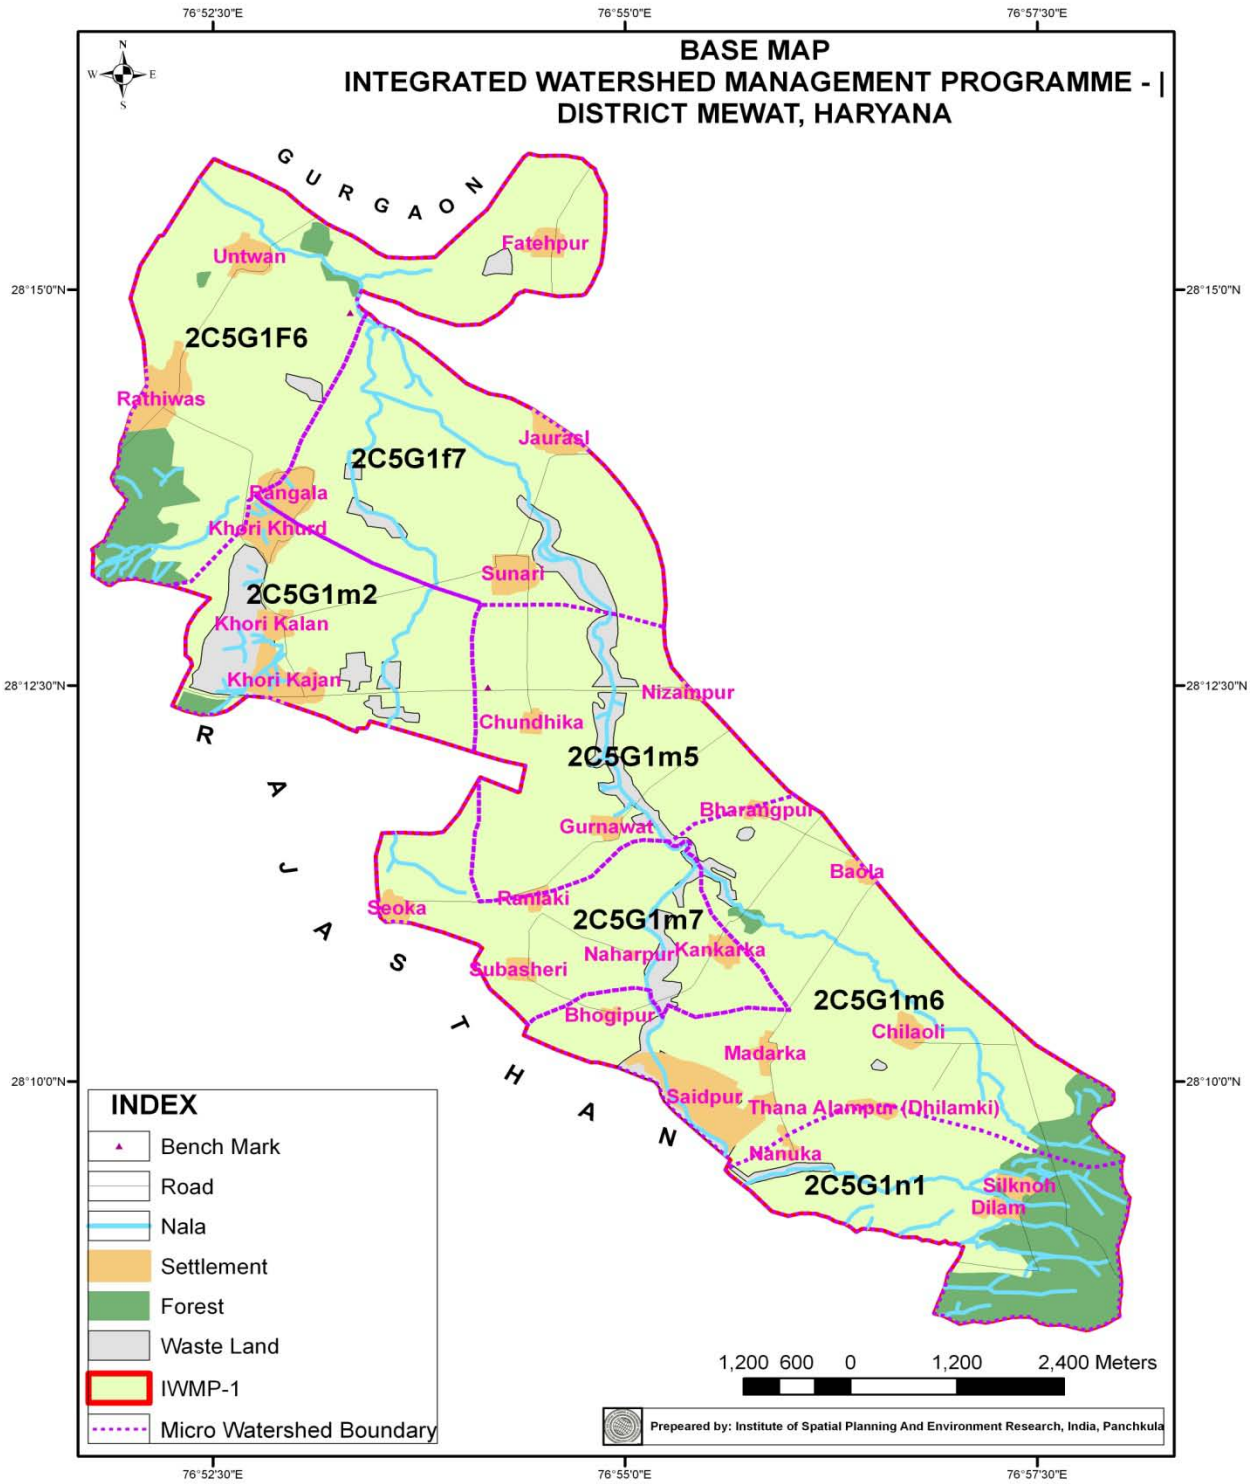 76°52'30"E 76°55'0"E 76°57'30"E
N
W E
S
BASE MAP
INTEGRATED WATERSHED MANAGEMENT PROGRAMME - |
DISTRICT MEWAT, HARYANA
GURGAON
Fatehpur
Untwan
28°15'0"N 28°15'0"N
2C5G1F6
Rathiwas
Jaurasl
2C5G1f7
Rangala
Khori Khurd
Sunari
2C5G1m2
Khori Kalan
Khori Kajan
28°12'30"N 28°12'30"N
Nizampur
Chundhika
RAJASTHAN
2C5G1m5
Bharangpur
Gurnawat
Baola
Raniaki
Seoka
2C5G1m7
Naharpur
Kankarka
Subasheri
2C5G1m6
Bhogipur
Chilaoli
Madarka
28°10'0"N 28°10'0"N
Saidpur
Thana Alampur (Dhilamki)
Nanuka
2C5G1n1
Silknoh
Dilam
INDEX
Bench Mark
Road
Nala
Settlement
Forest
Waste Land
IWMP-1
Micro Watershed Boundary
1,200 600 0 1,200 2,400 Meters
Prepeared by: Institute of Spatial Planning And Environment Research, India, Panchkula
76°52'30"E 76°55'0"E 76°57'30"E